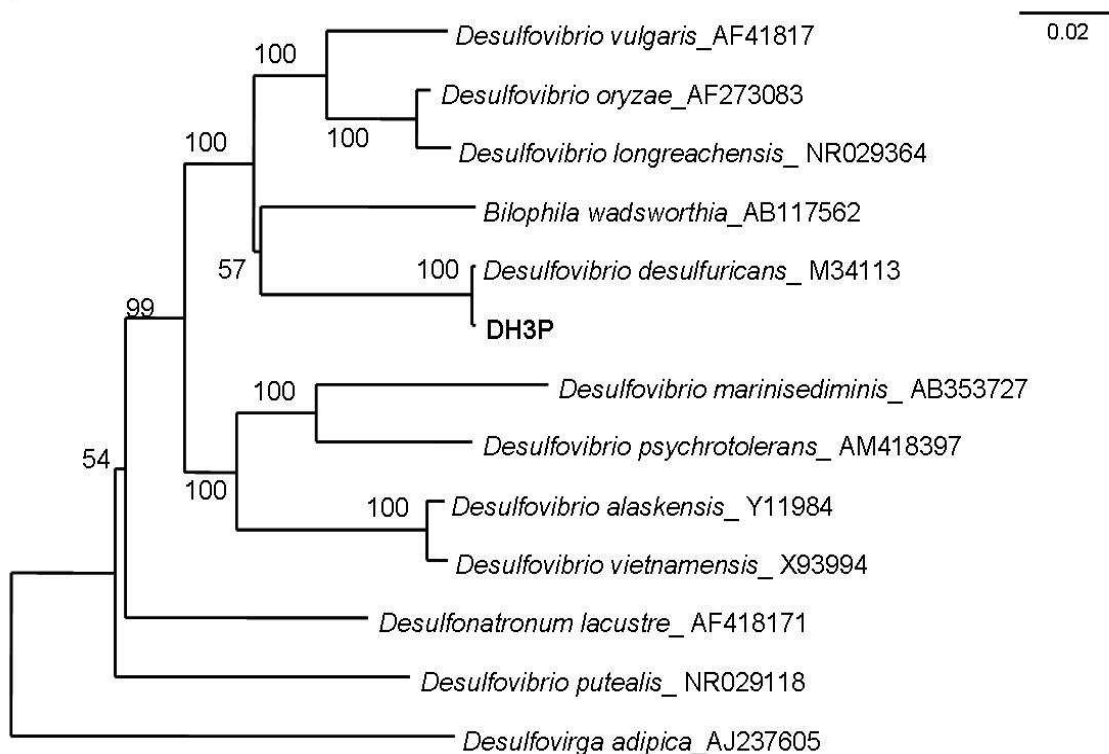 Desulfovibrio vulgaris_AF41817
0.02
100
Desulfovibrio oryzae_AF273083
100
100
Desulfovibrio longreachensis_ NR029364
Bilophila wadsworthia_AB117562
57
100
Desulfovibrio desulfuricans_ M34113
99
DH3P
100
Desulfovibrio marinisediminis_ AB353727
Desulfovibrio psychrotolerans_ AM418397
54
100
100
Desulfovibrio alaskensis_ Y11984
Desulfovibrio vietnamensis_ X93994
Desulfonatronum lacustre_ AF418171
Desulfovibrio putealis_ NR029118
Desulfovirga adipica_AJ237605